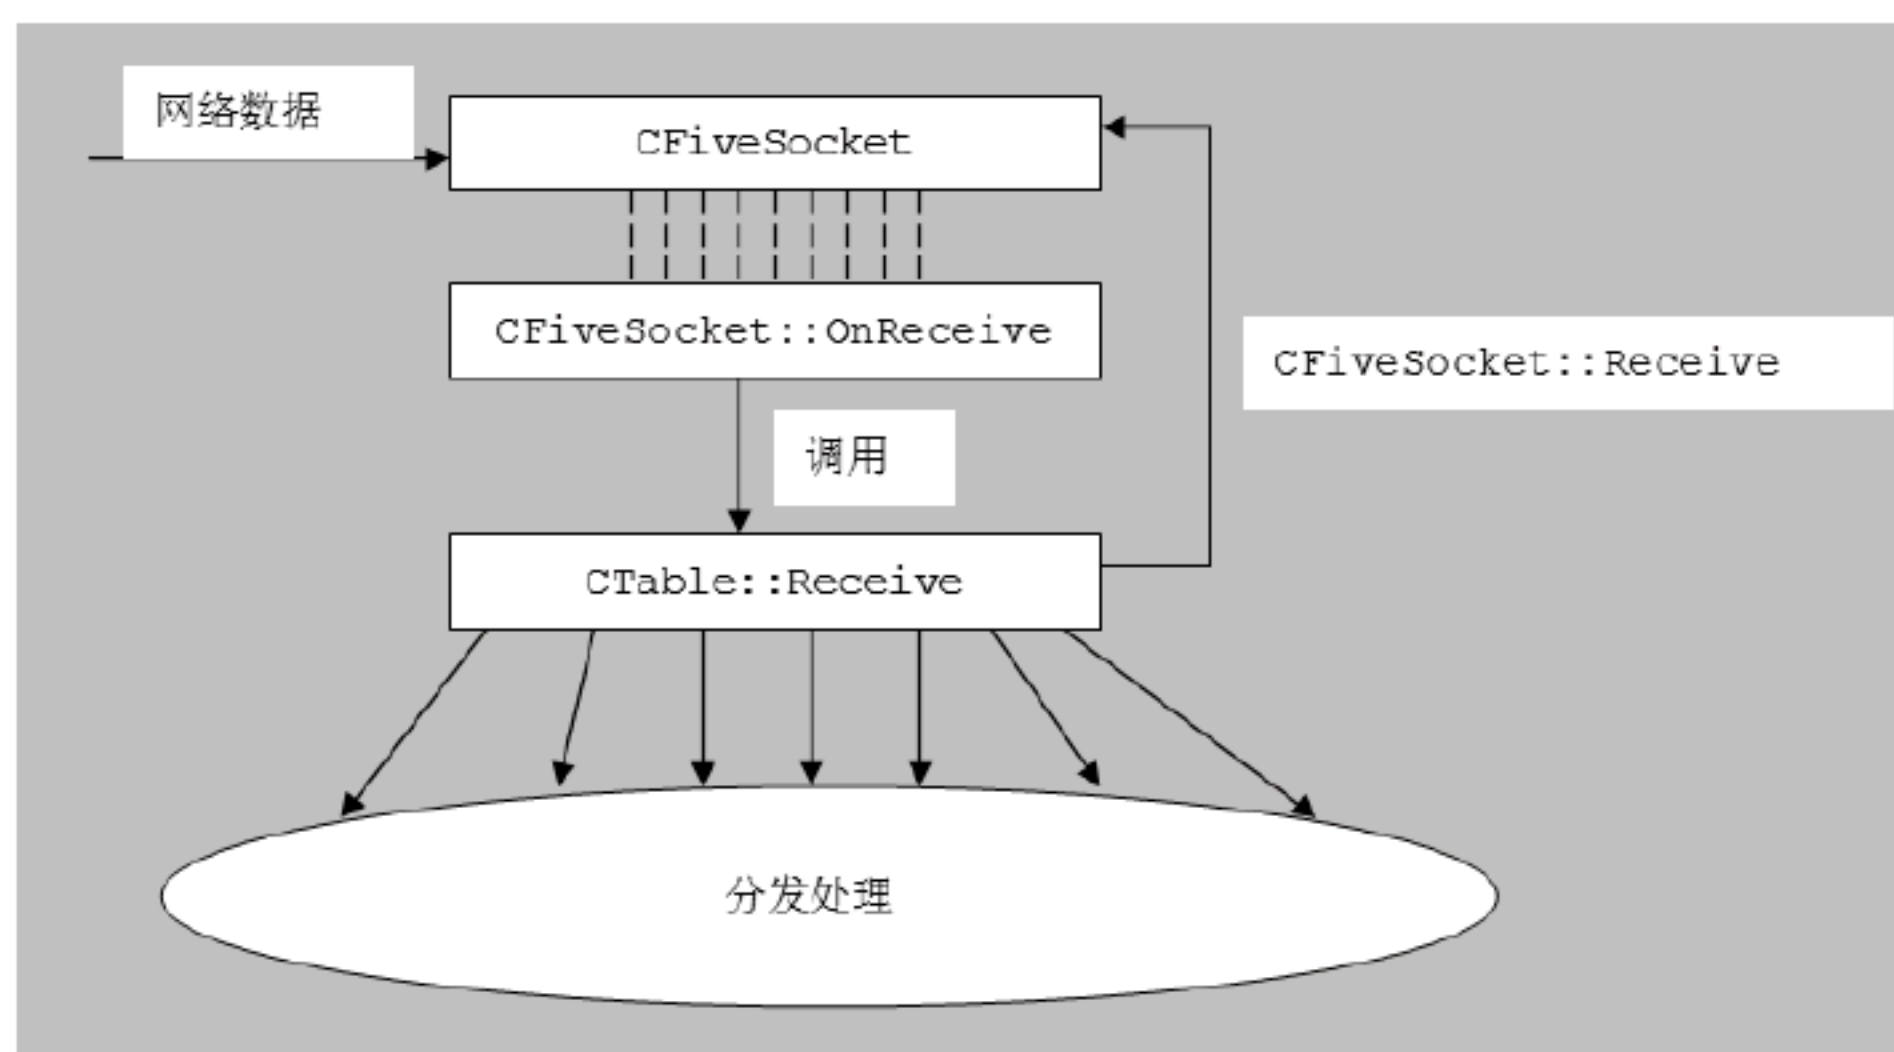 网络数据
CFiveSocket
CFiveSocket::OnReceive
CFiveSocket::Receive
调用
CTable::Receive
分发处理